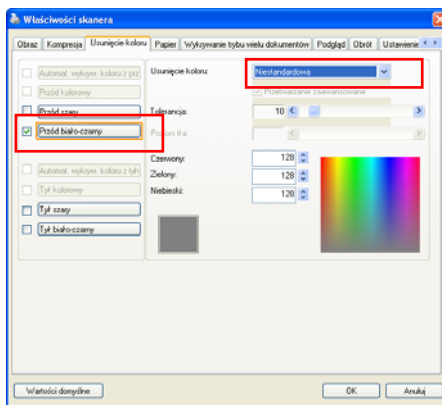 Właściwości skanera
Obraz Kompresja Usunięcie koloru Papier Wykrywanie trybu wielu dokumentów Podgląd Obrót Ustawienie
Automat. wykryw. koloru z prz
Przód kolorowy
Przód szary
Przód biało-czarny
Automat. wykryw. koloru z tyłu
Tył kolorowy
Tył szary
Tył biało-czarny
Usunięcie koloru:
Niestandardowa
Przetwarzanie zaawansowane
Tolerancja:
10
Poziom tła:
Czerwony:
128
Zielony:
128
Niebieski:
128
Wartości domyślne
OK
Anuluj